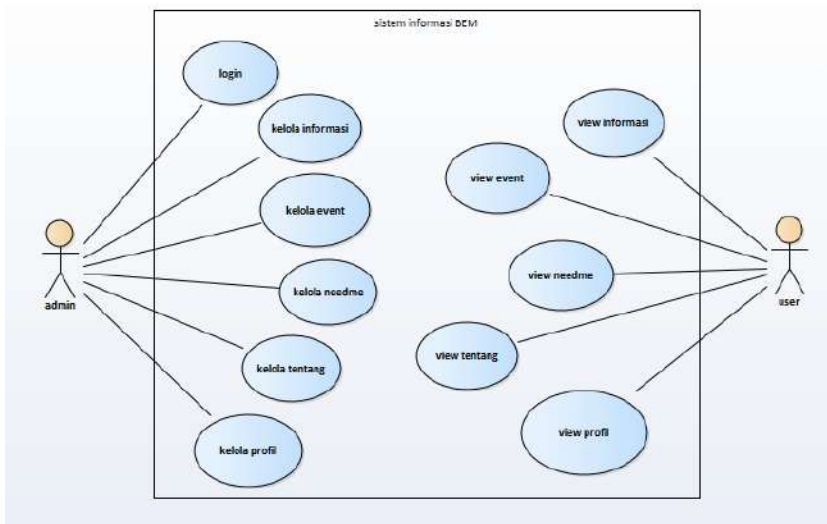 sistem informasi BEM
login
kelola informasi
kelola event
kelola needme
kelola tentang
kelola profil
admin
view informasi
view event
view needme
view tentang
view profil
user